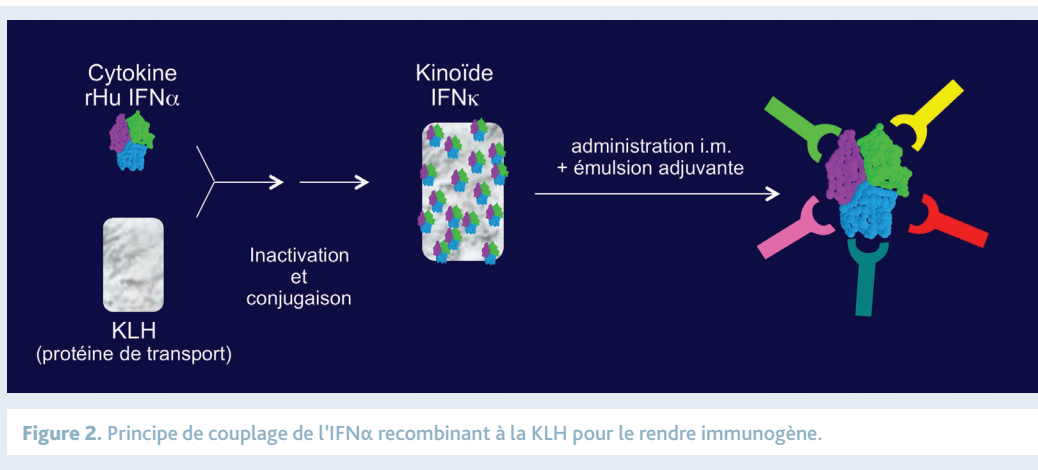 Cytokine
rHu IFNα
KLH
(protéine de transport)
Inactivation
et
conjugaison
Kinoïde
IFNκ
administration i.m.
+ émulsion adjuvante
Figure 2. Principe de couplage de l'IFNα recombinant à la KLH pour le rendre immunogène.